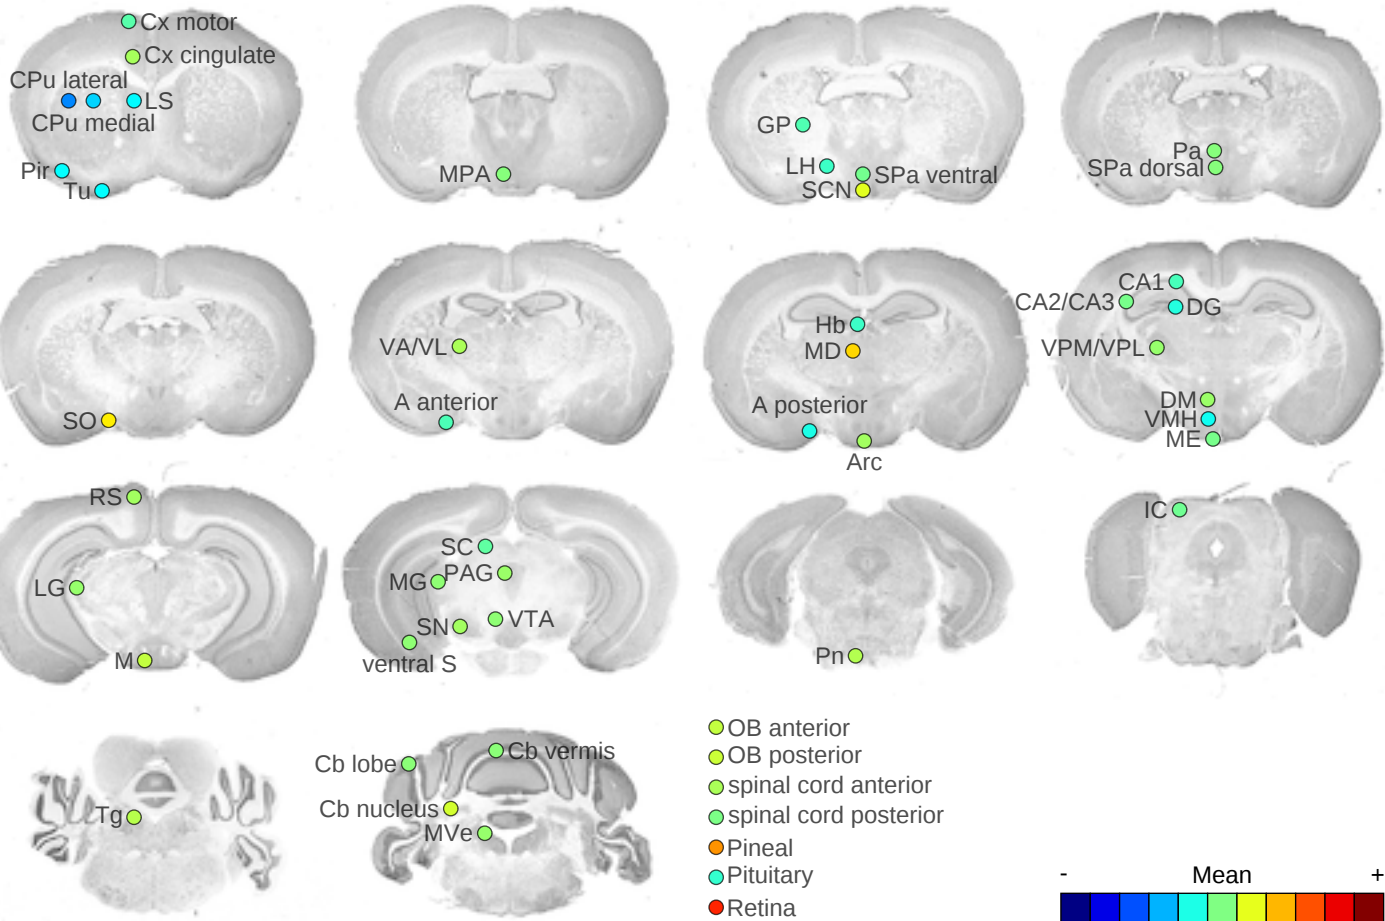 Cx motor
Cx cingulate
CPu lateral
LS
CPu medial
Pir
Tu
MPA
GP
LH
SPa ventral
SCN
Pa
SPa dorsal
SO
VA/VL
A anterior
Hb
MD
A posterior
Arc
CA1
CA2/CA3
DG
VPM/VPL
DM
VMH
ME
RS
LG
M
SC
MG
PAG
SN
VTA
ventral S
Pn
IC
Tg
Cb lobe
Cb vermis
Cb nucleus
MVe
OB anterior
OB posterior
spinal cord anterior
spinal cord posterior
Pineal
Pituitary
Retina
- Mean +